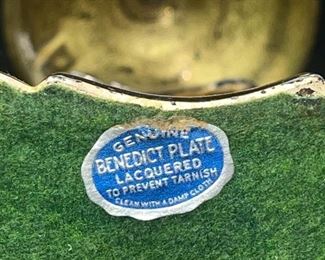 GENUINE
BENEDICT PLATE
LACQUERED
TO PREVENT TARNISH
CLEAN WITH A DAMP CLOTH